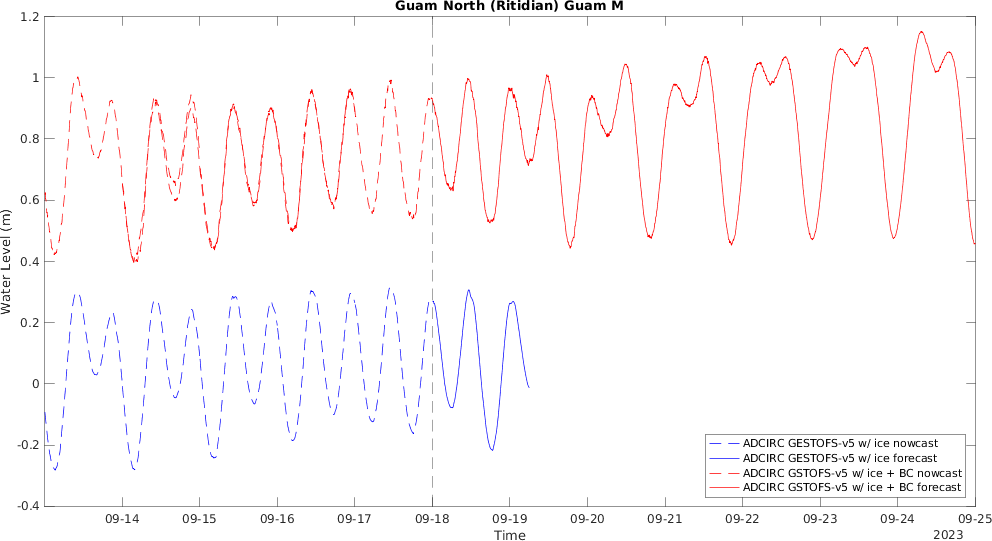 Guam North (Ritidian) Guam M
Water Level (m)
1.2
1
0.8
0.6
0.4
0.2
0
-0.2
-0.4
ADCIRC GESTOFS-v5 w/ ice nowcast
ADCIRC GESTOFS-v5 w/ ice forecast
ADCIRC GSTOFS-v5 w/ ice + BC nowcast
ADCIRC GSTOFS-v5 w/ ice + BC forecast
09-14 09-15 09-16 09-17 09-18 09-19 09-20 09-21 09-22 09-23 09-24 09-25
Time
2023